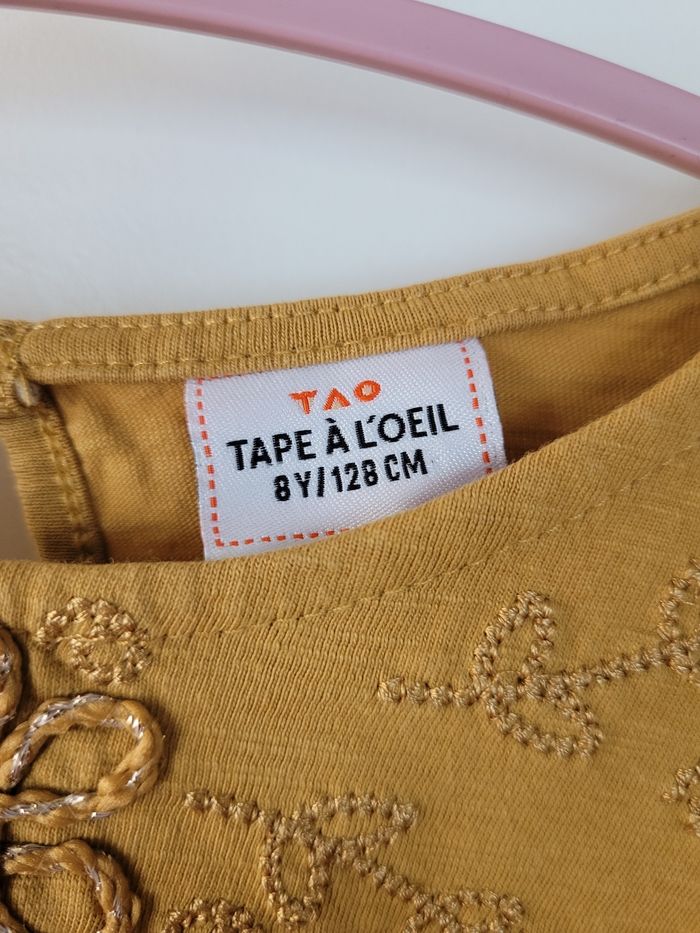 TAO
TAPE À L'OEIL
8Y/128 CM